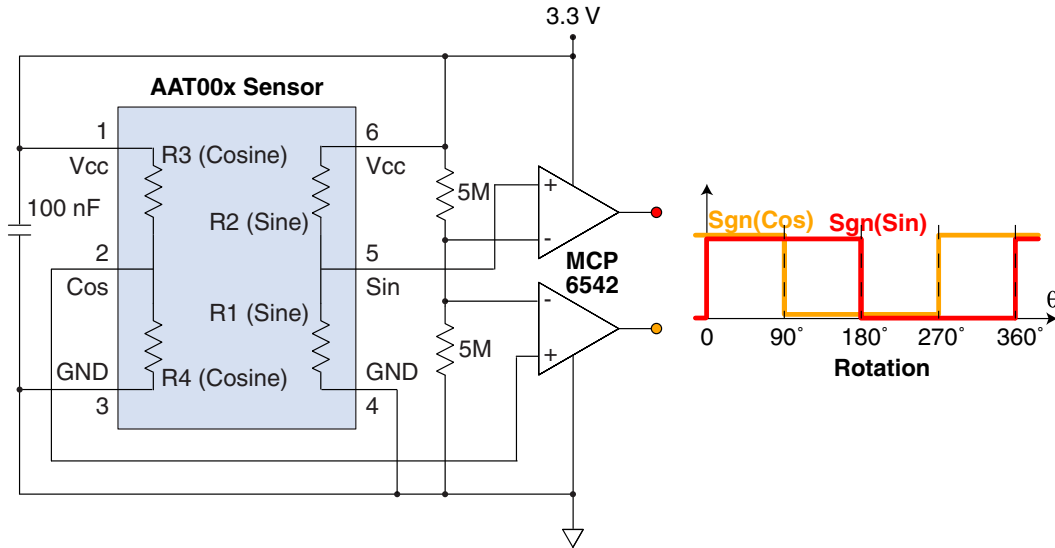 3.3 V
AAT00x Sensor
1
6
Vcc
R3 (Cosine)
Vcc
5M
100 nF
R2 (Sine)
+
-
2
5
Cos
Sin
MCP
6542
R1 (Sine)
-
+
5M
GND
R4 (Cosine)
GND
3
4
Sgn(Cos)
Sgn(Sin)
θ
0
90°
180°
270°
360°
Rotation